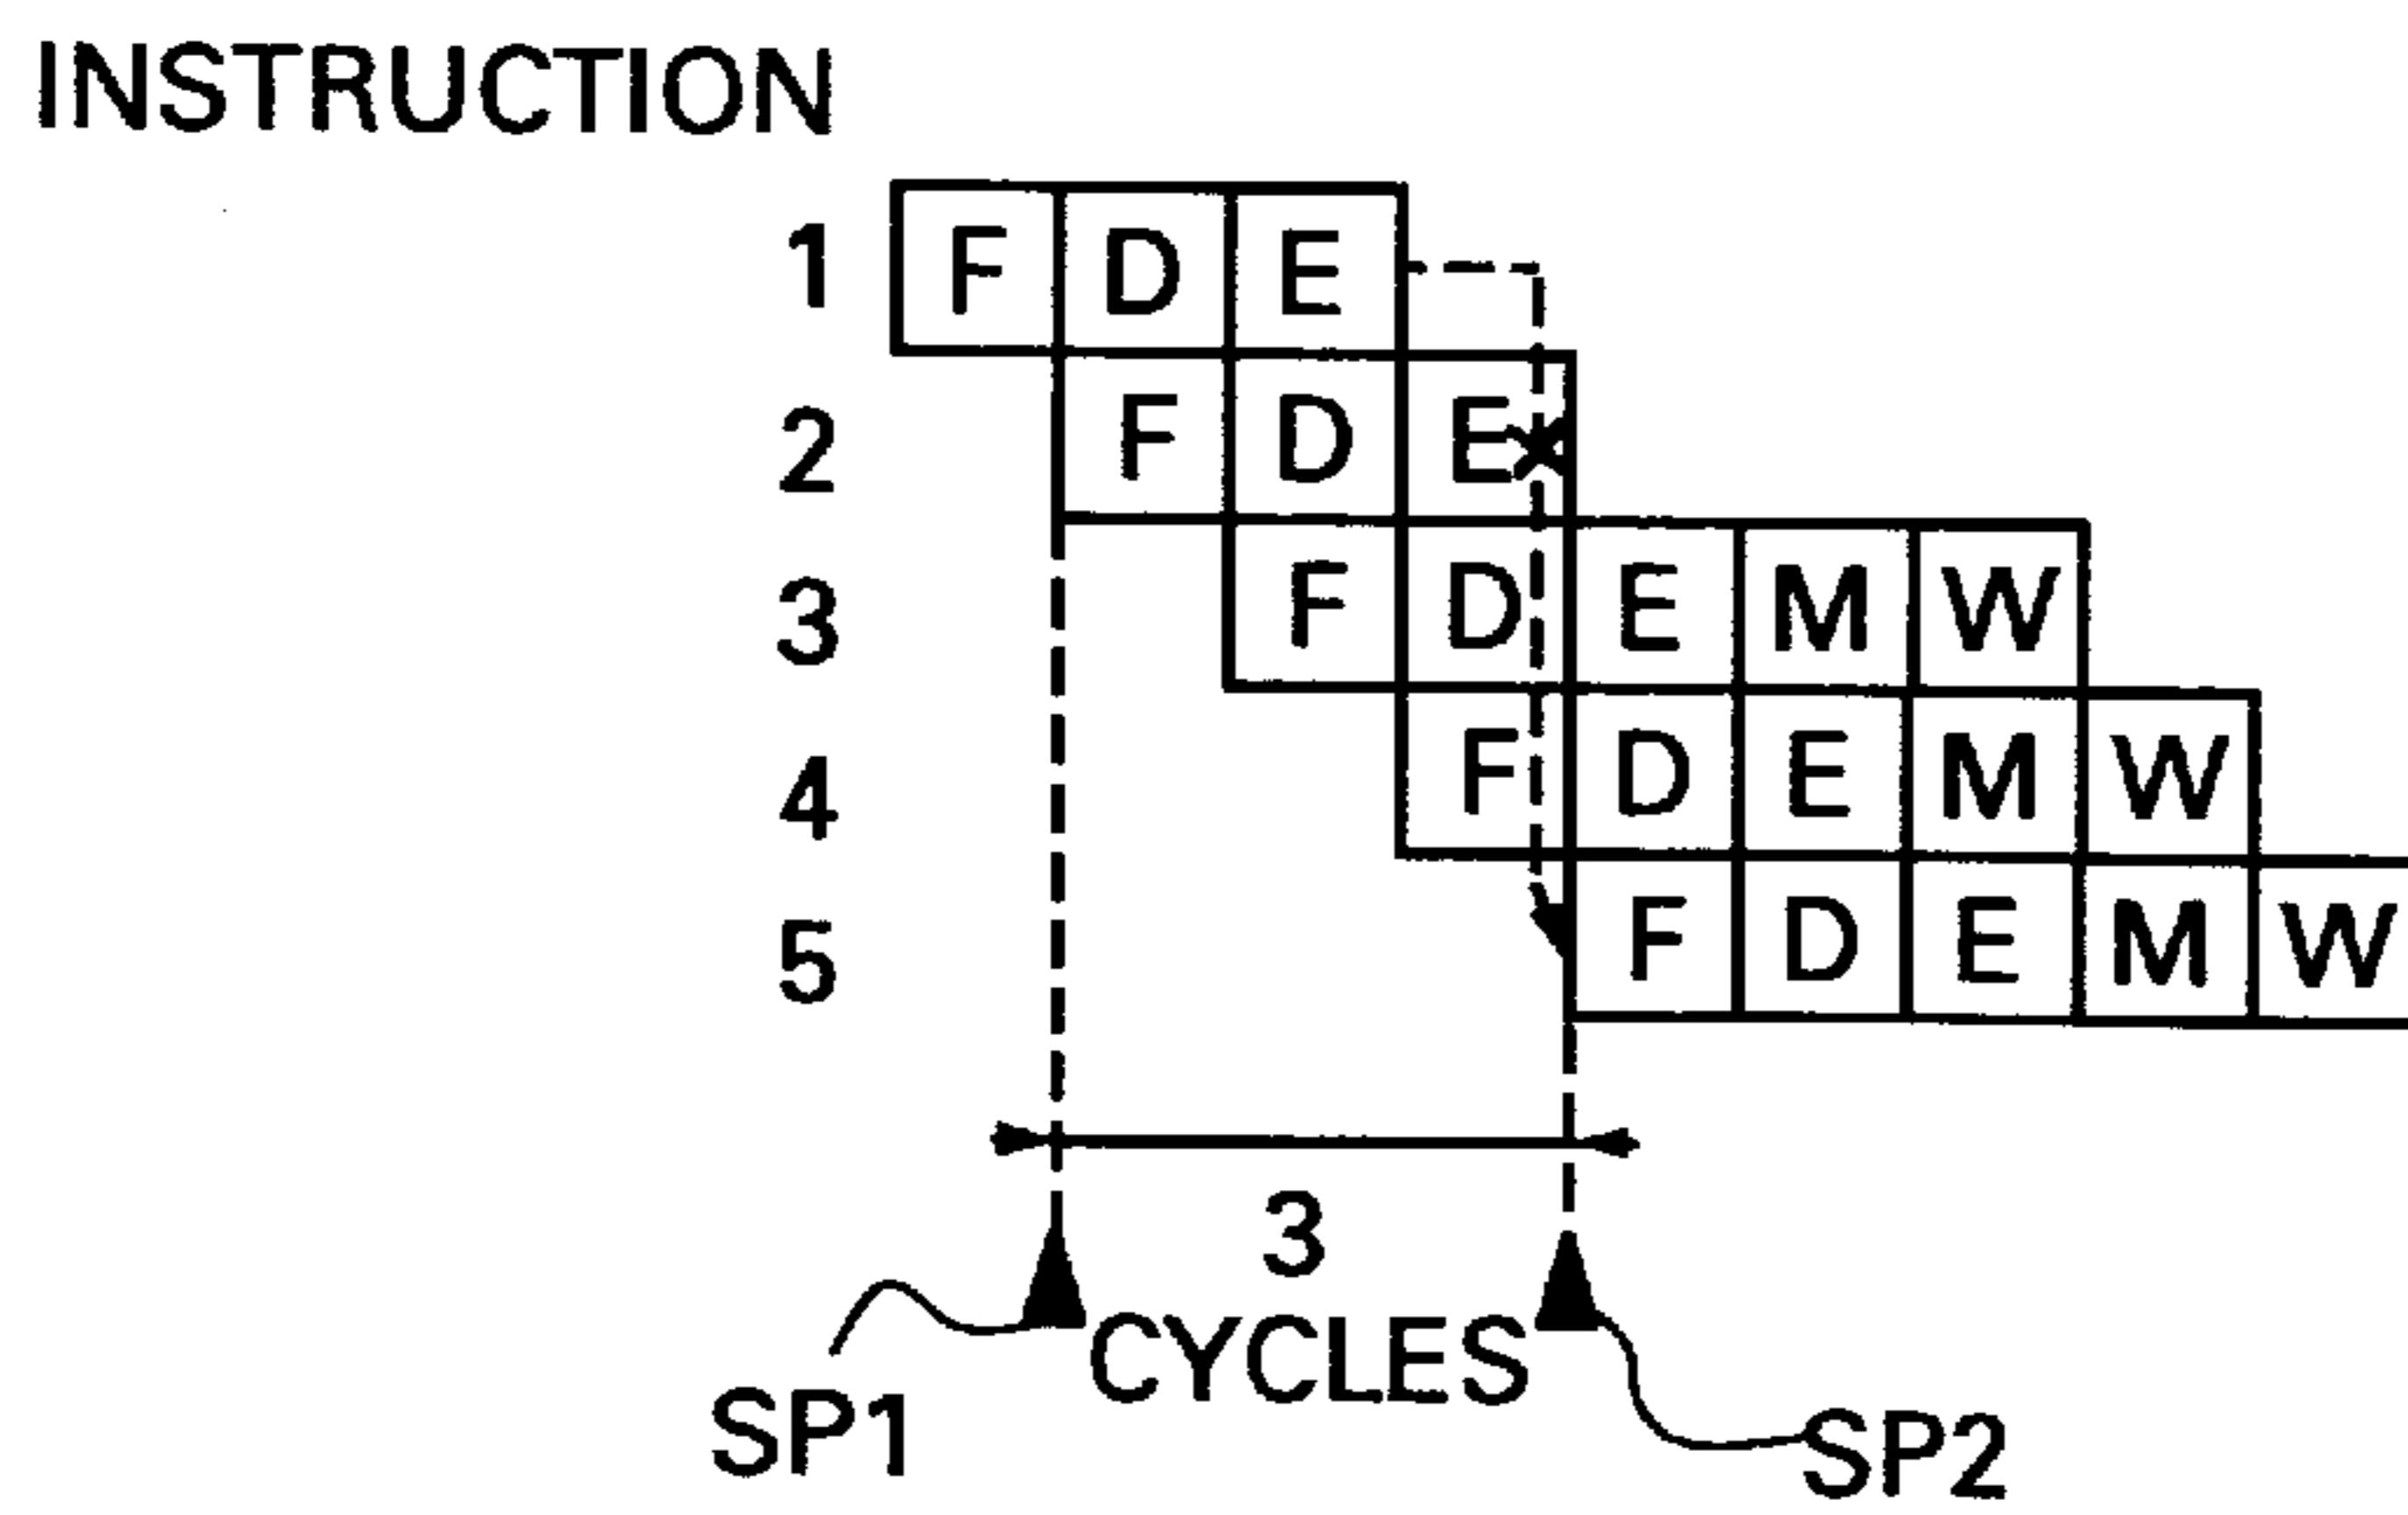 INSTRUCTION
1 F D E
2 F D E
3 F D E M W
4 F D E M W
5 F D E M W
3
CYCLES
SP1
SP2